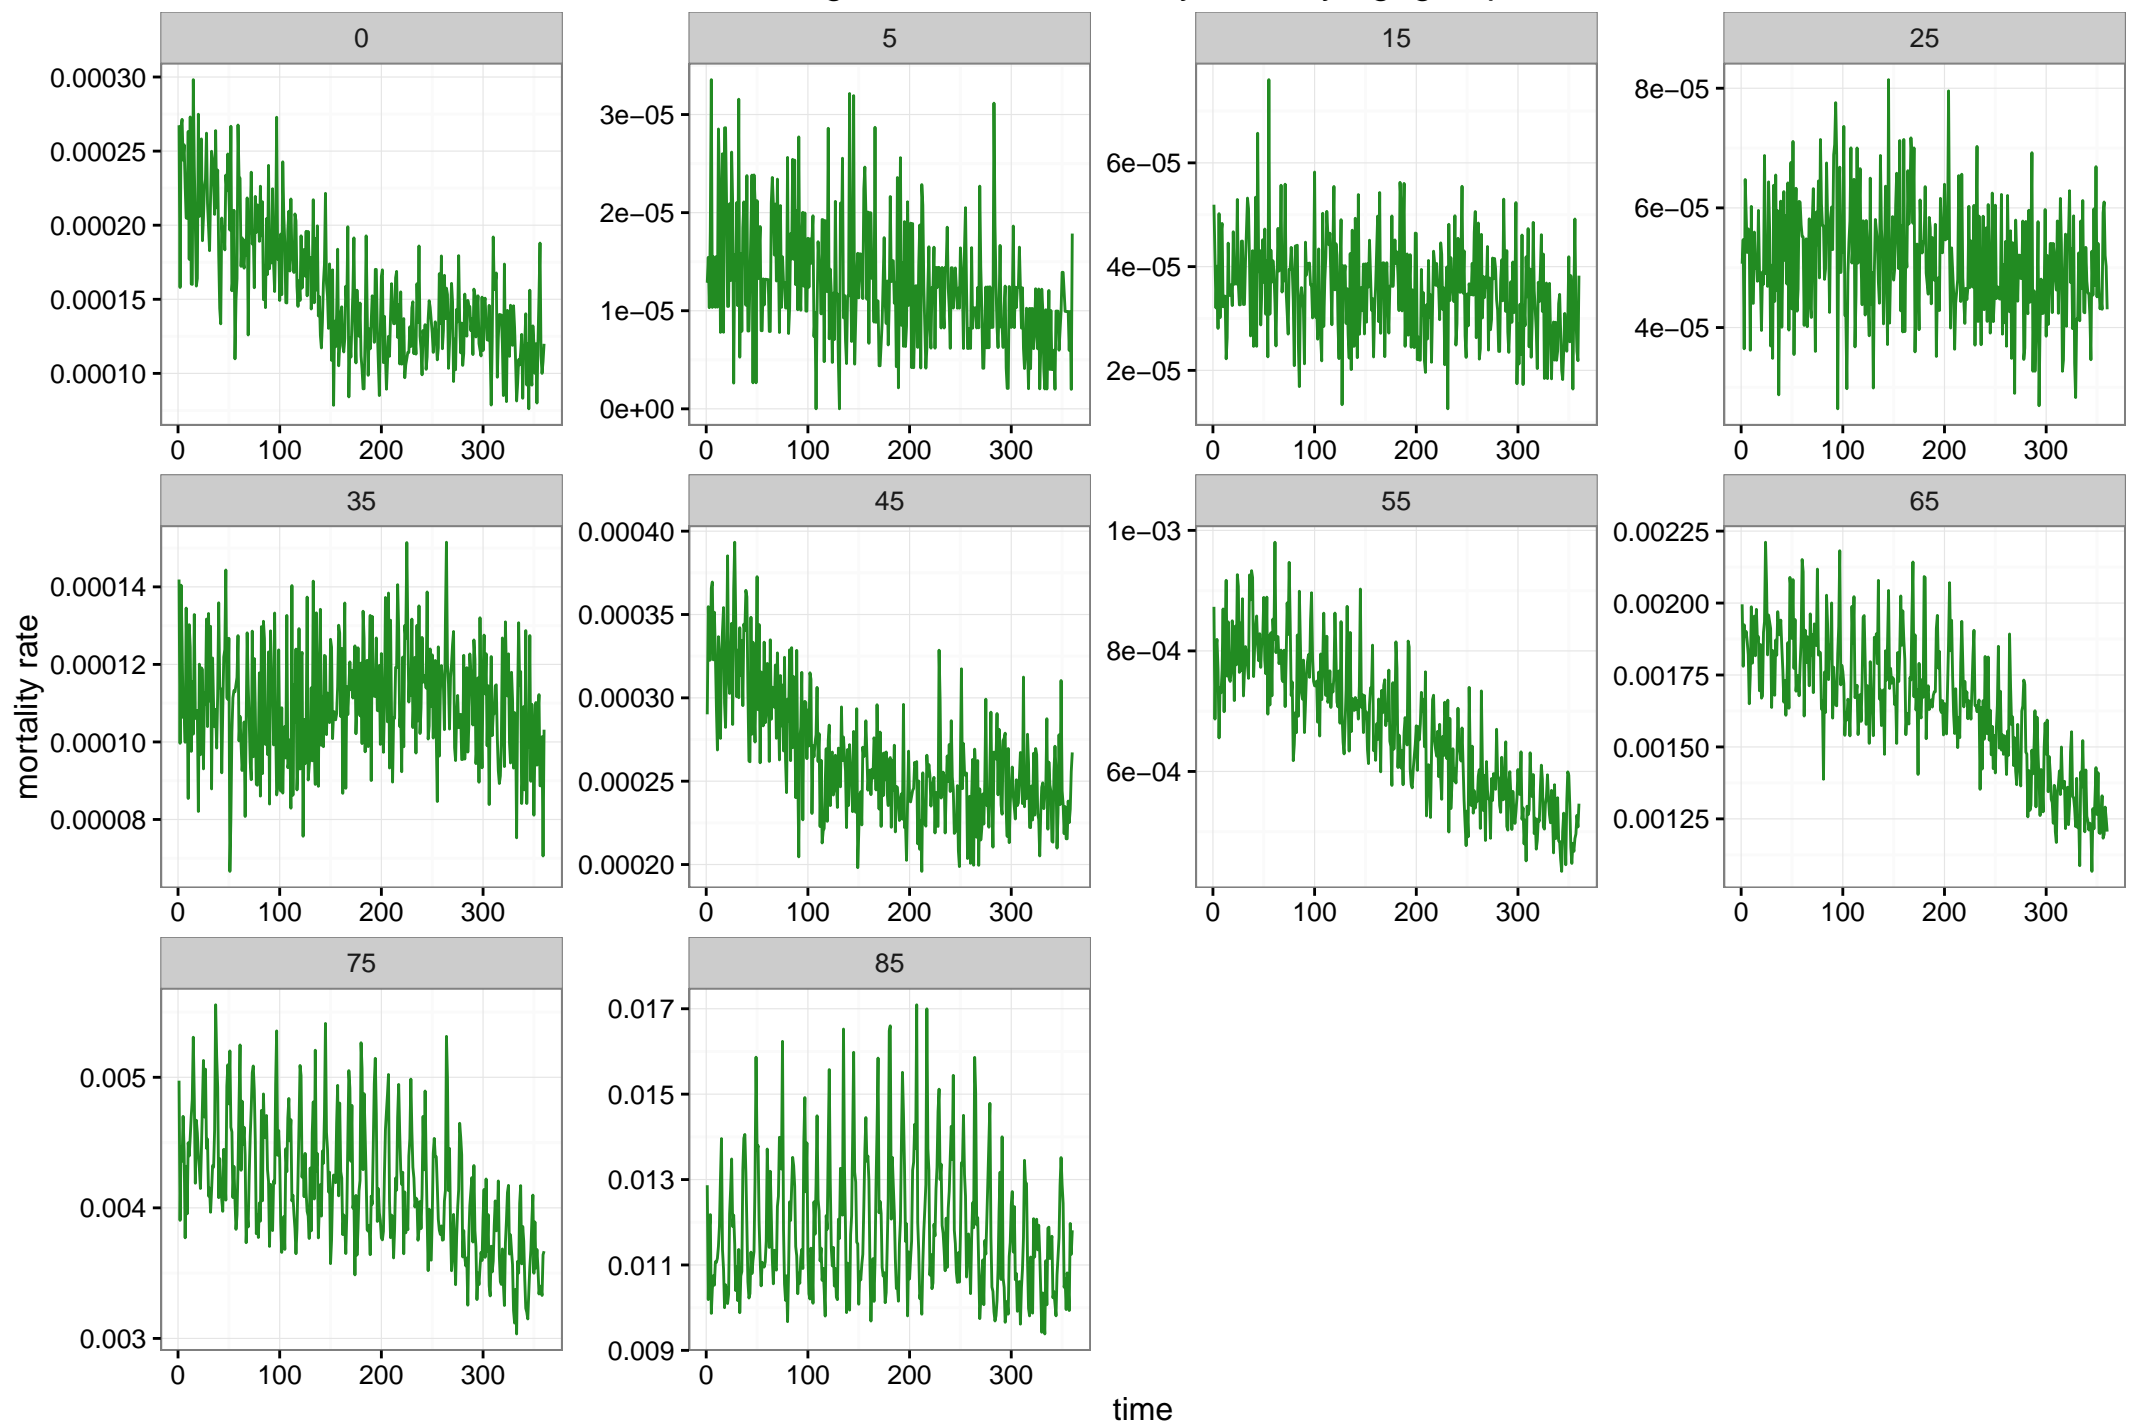 0 5 15 25
0.00030
0.00025
0.00020
0.00015
0.00010
0 100 200 300
3e−05
2e−05
1e−05
0e+00
0 100 200 300
6e−05
4e−05
2e−05
0 100 200 300
8e−05
6e−05
4e−05
0 100 200 300
35 45 55 65
0.00014
0.00012
0.00010
0.00008
0 100 200 300
0.00040
0.00035
0.00030
0.00025
0.00020
0 100 200 300
1e−03
8e−04
6e−04
0 100 200 300
0.00225
0.00200
0.00175
0.00150
0.00125
0 100 200 300
75 85
0.005
0.004
0.003
0 100 200 300
0.017
0.015
0.013
0.011
0.009
0 100 200 300
mortality rate
time